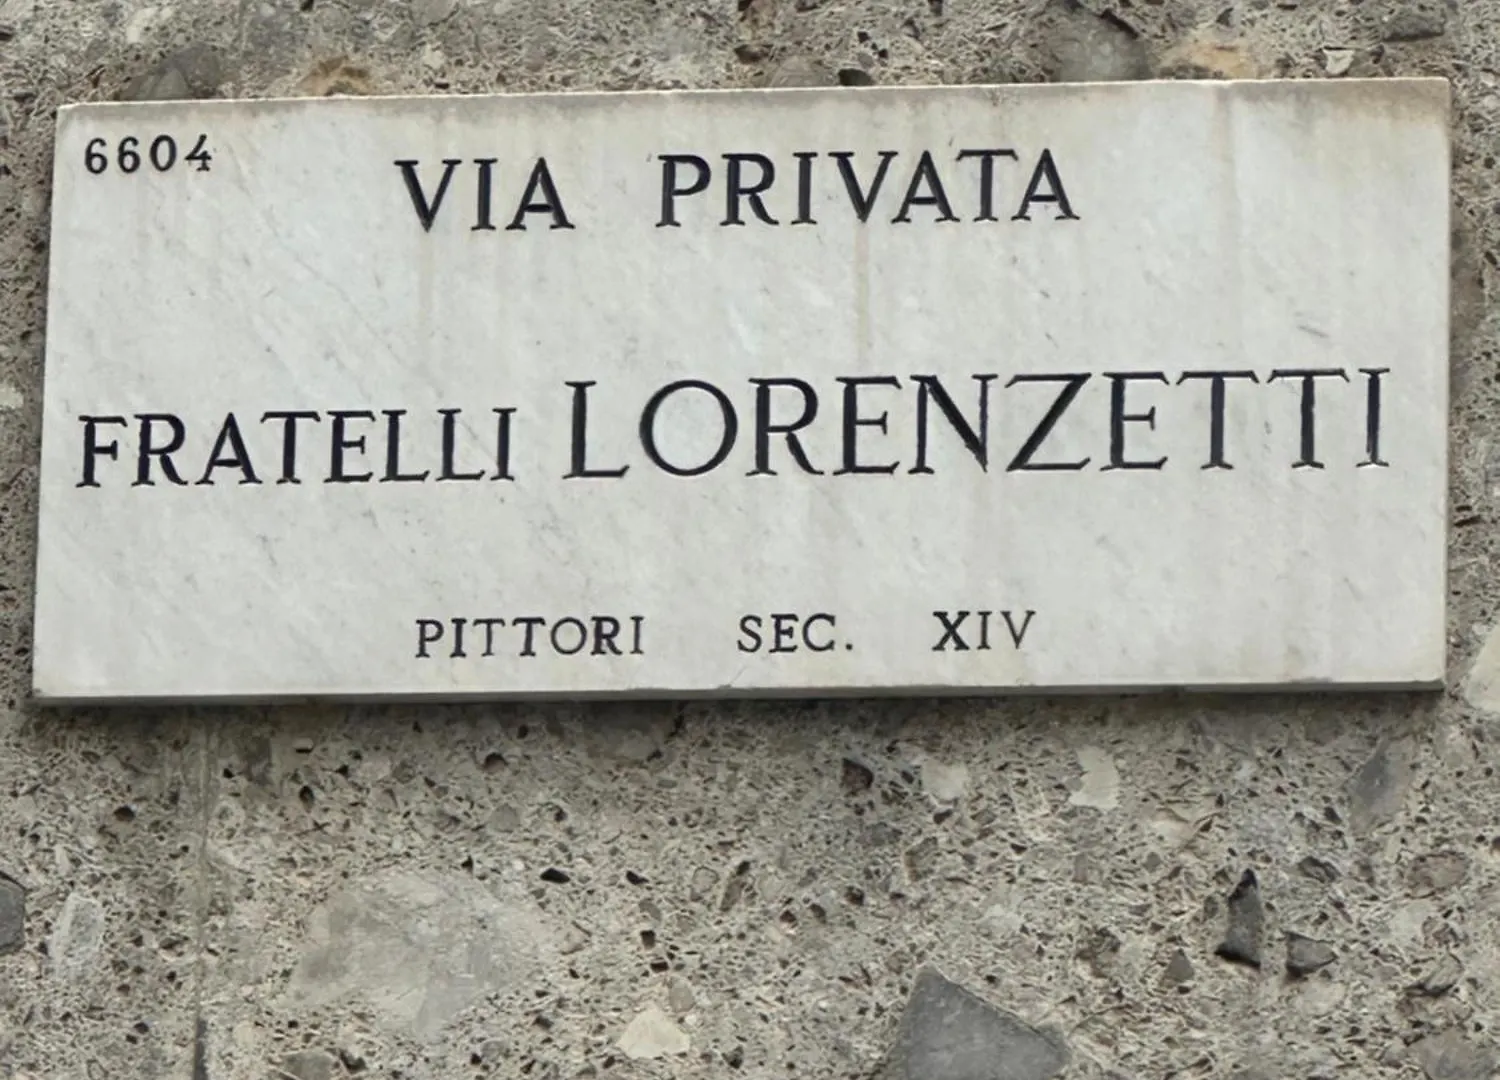 6604
VIA PRIVATA
FRATELLI LORENZETTI
PITTORI SEC. XIV